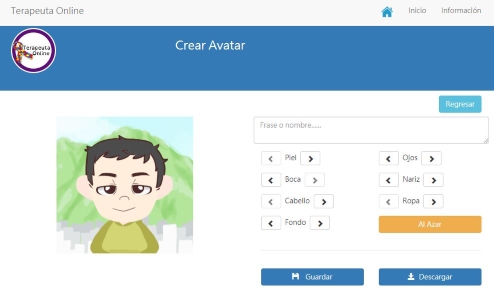 Terapeuta Online
Inicio
Información
Terapeuta
Online
Crear Avatar
Regresar
Frase o nombre......
Piel
Ojos
Boca
Nariz
Cabello
Ropa
Fondo
Al Azar
Guardar
Descargar